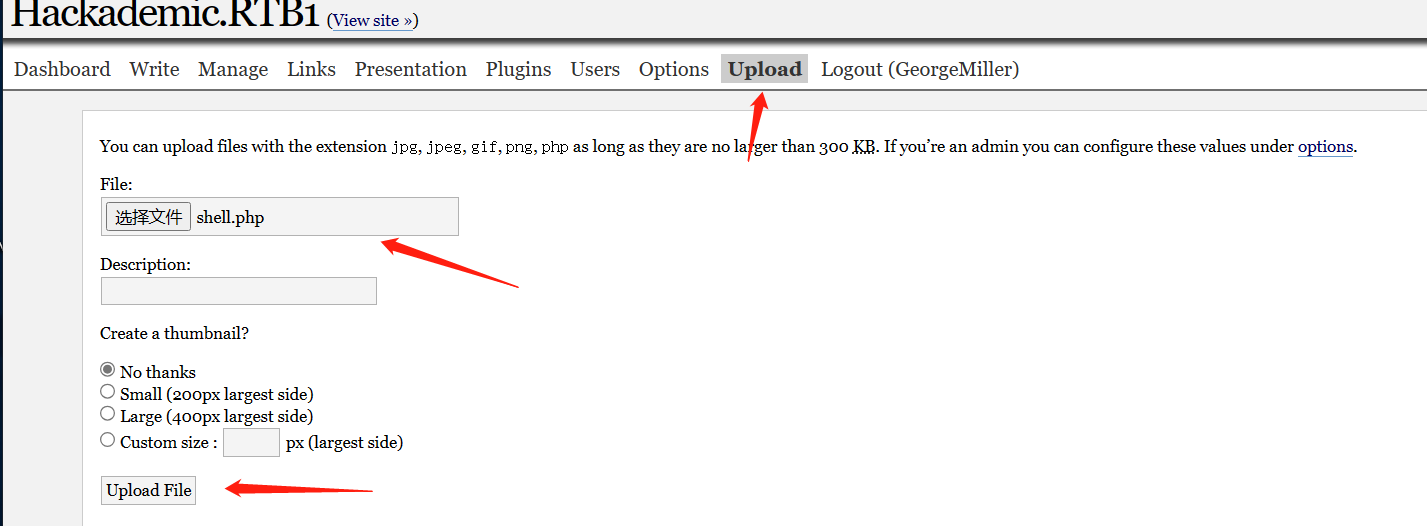 Hackademic.RTB1 (View site »)
Dashboard Write Manage Links Presentation Plugins Users Options Upload Logout (GeorgeMiller)
You can upload files with the extension jpg, jpeg, gif, png, php as long as they are no larger than 300 KB. If you’re an admin you can configure these values under options.
File:
选择文件 shell.php
Description:
Create a thumbnail?
No thanks
Small (200px largest side)
Large (400px largest side)
Custom size : px (largest side)
Upload File